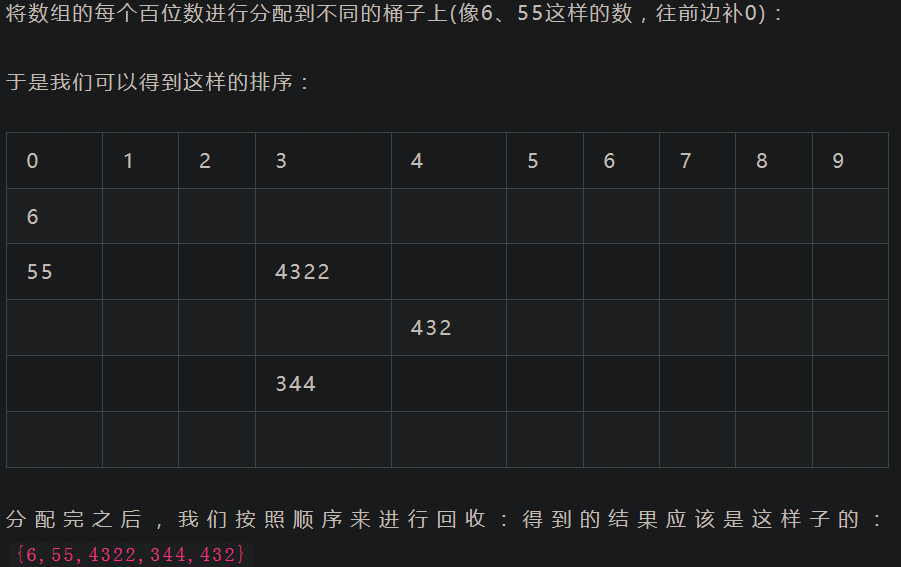 将数组的每个百位数进行分配到不同的桶子上(像6、55这样的数，往前边补0)：
于是我们可以得到这样的排序：
0 1 2 3 4 5 6 7 8 9
6
55 4322
432
344
分配完之后，我们按照顺序来进行回收：得到的结果应该是这样子的：
{6,55,4322,344,432}